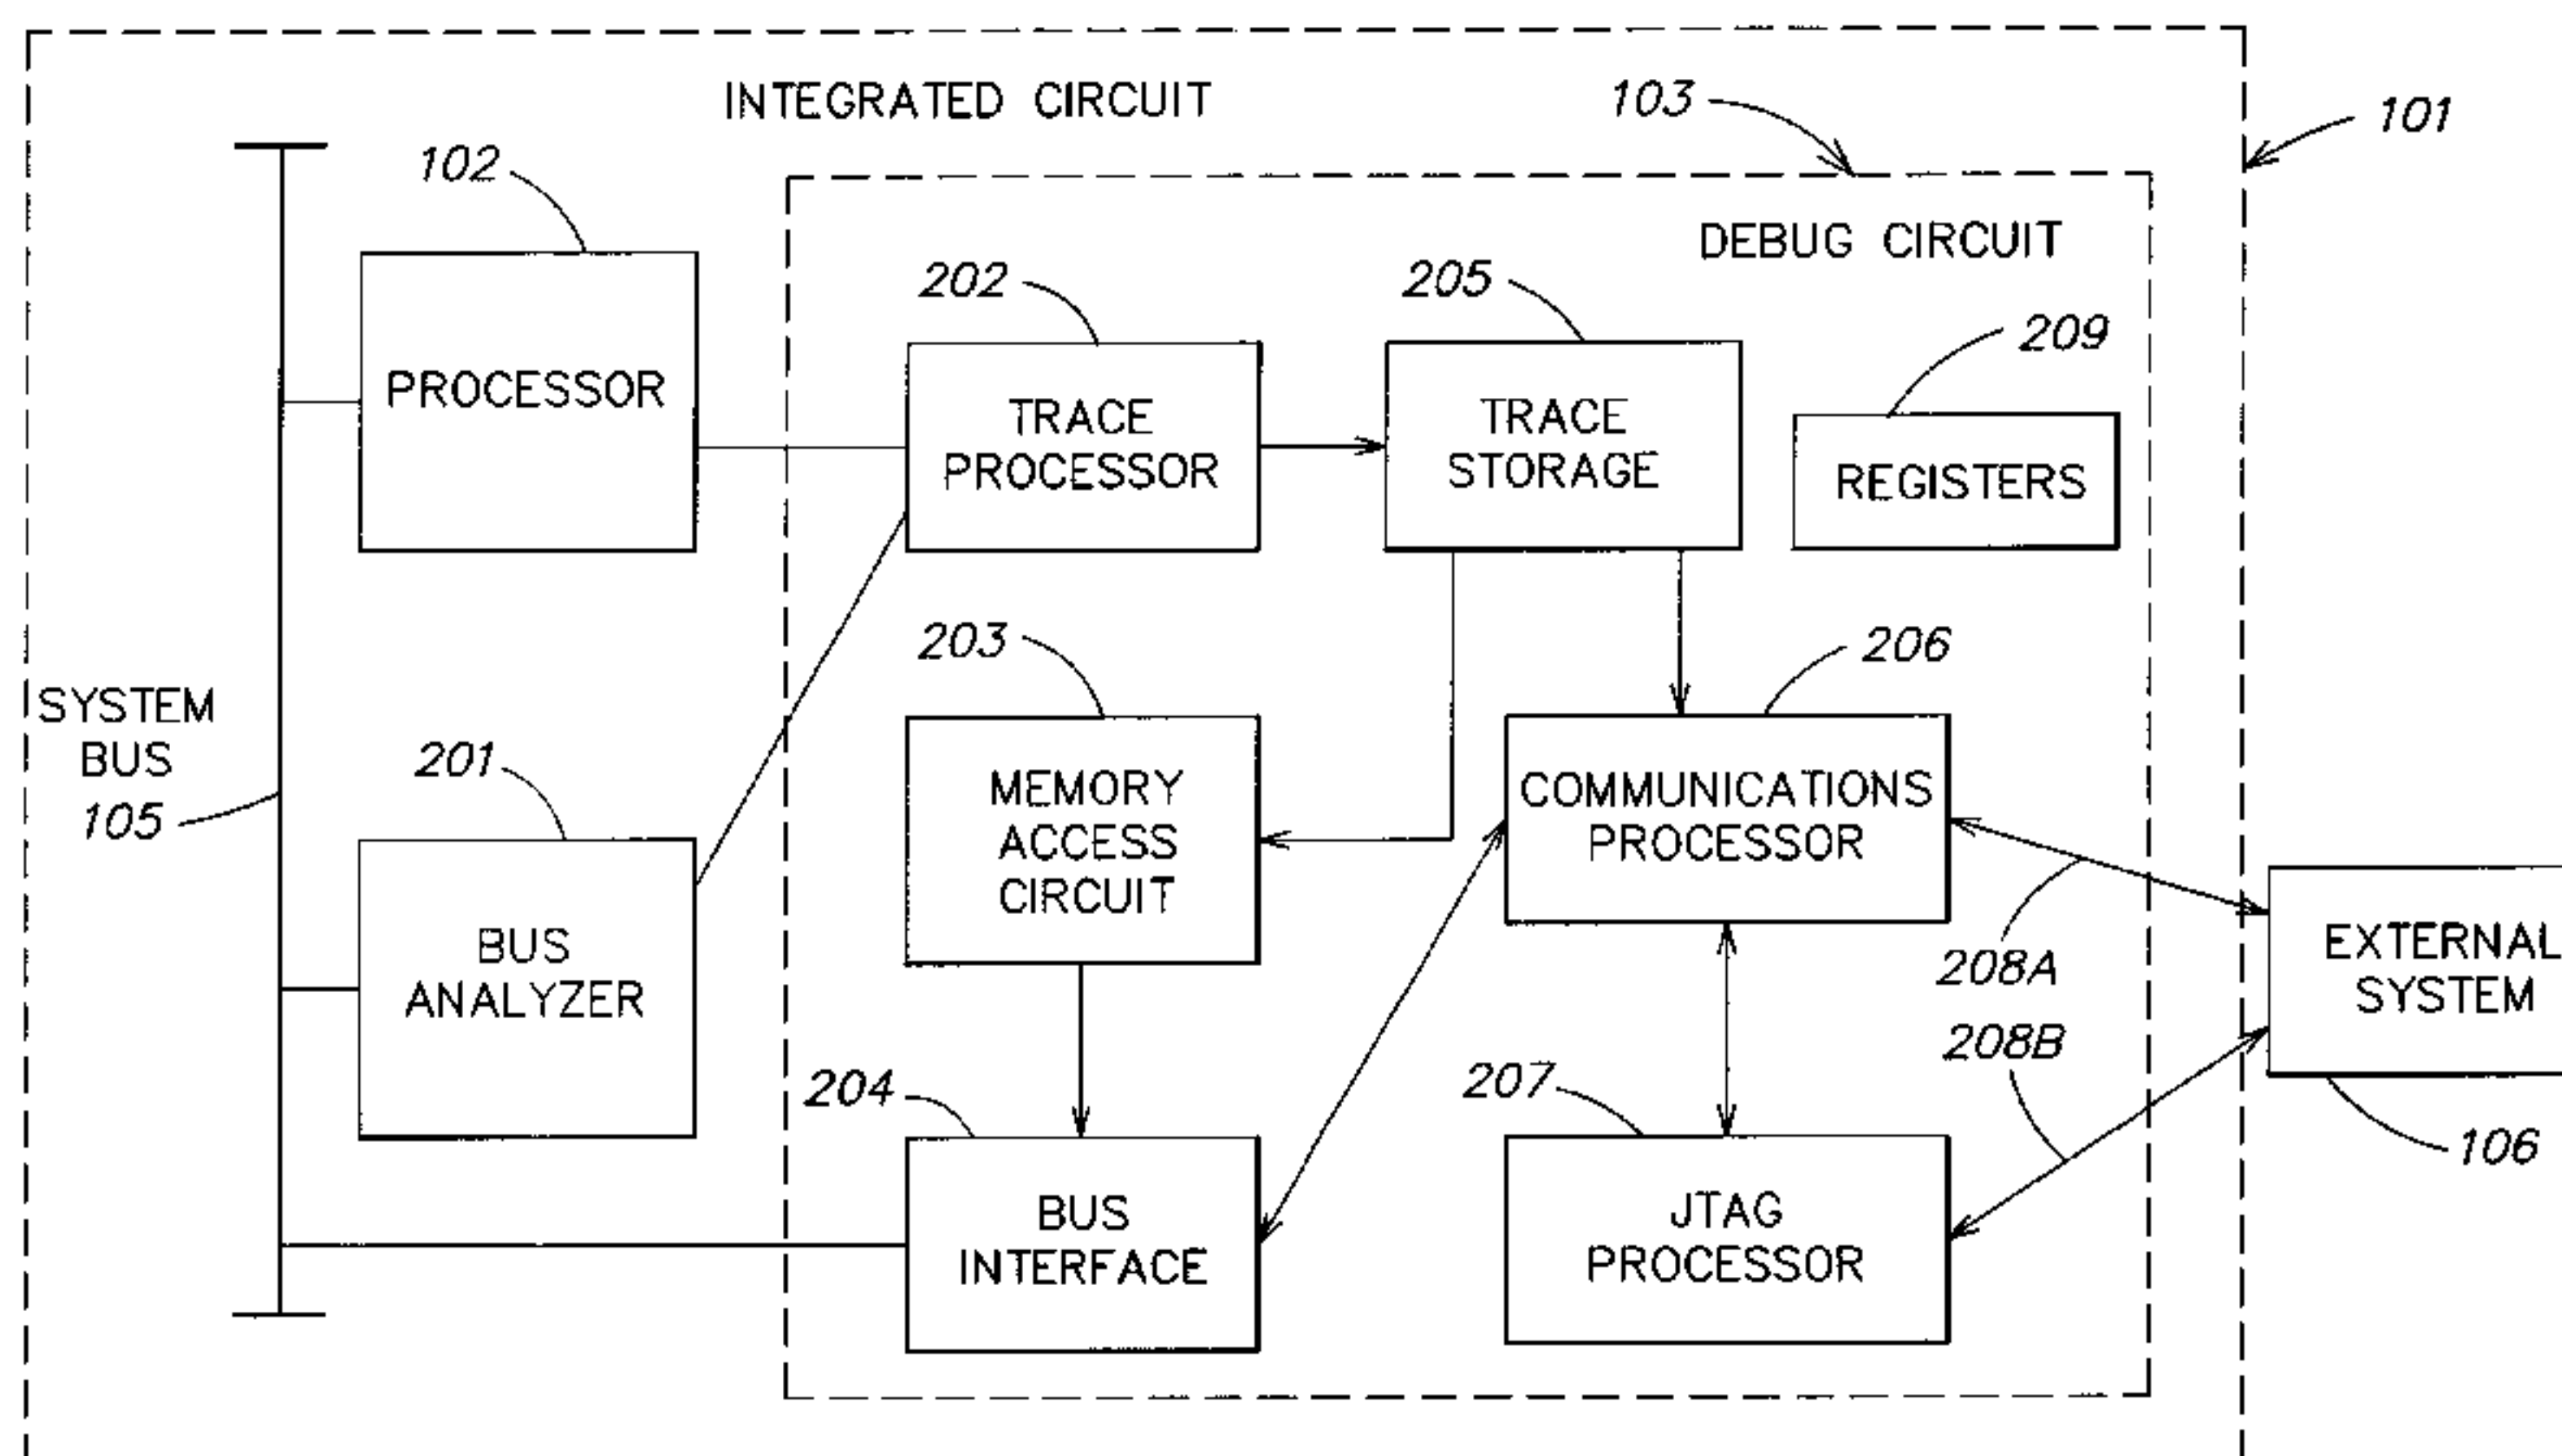 INTEGRATED CIRCUIT
103
101
102
DEBUG CIRCUIT
202
205
209
PROCESSOR
TRACE
PROCESSOR
TRACE
STORAGE
REGISTERS
203
206
SYSTEM
BUS
105
201
MEMORY
ACCESS
CIRCUIT
COMMUNICATIONS
PROCESSOR
BUS
ANALYZER
208A
EXTERNAL
SYSTEM
208B
204
207
106
BUS
INTERFACE
JTAG
PROCESSOR